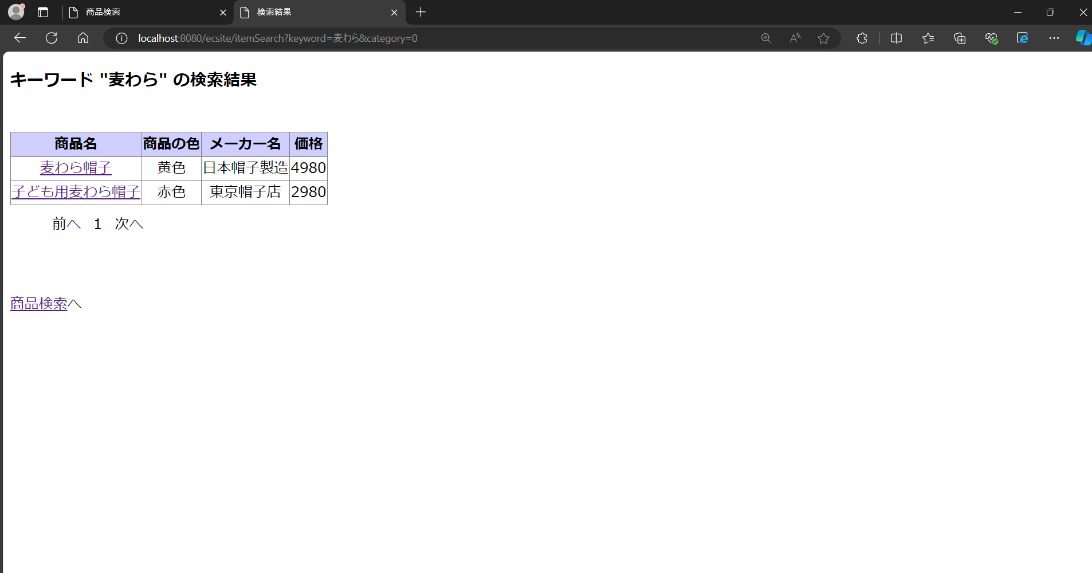 商品検索
検索結果
localhost:8080/ecsite/itemSearch?keyword=麦わら&category=0
キーワード "麦わら" の検索結果
商品名 商品の色 メーカー名 価格
麦わら帽子 黄色 日本帽子製造 4980
子ども用麦わら帽子 赤色 東京帽子店 2980
前へ 1 次へ
商品検索へ